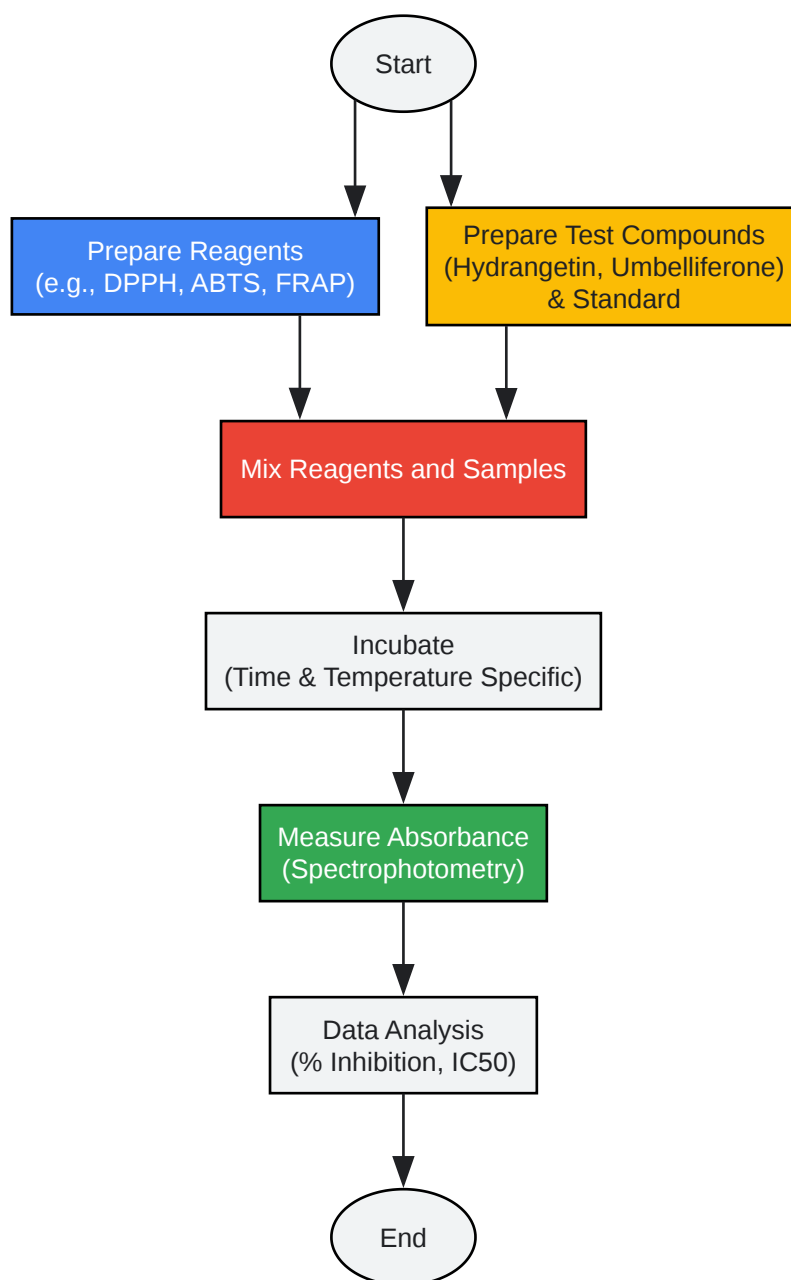 Start
Prepare Reagents
(e.g., DPPH, ABTS, FRAP)
Prepare Test Compounds
(Hydrangetin, Umbelliferone)
& Standard
Mix Reagents and Samples
Incubate
(Time & Temperature Specific)
Measure Absorbance
(Spectrophotometry)
Data Analysis
(% Inhibition, IC50)
End